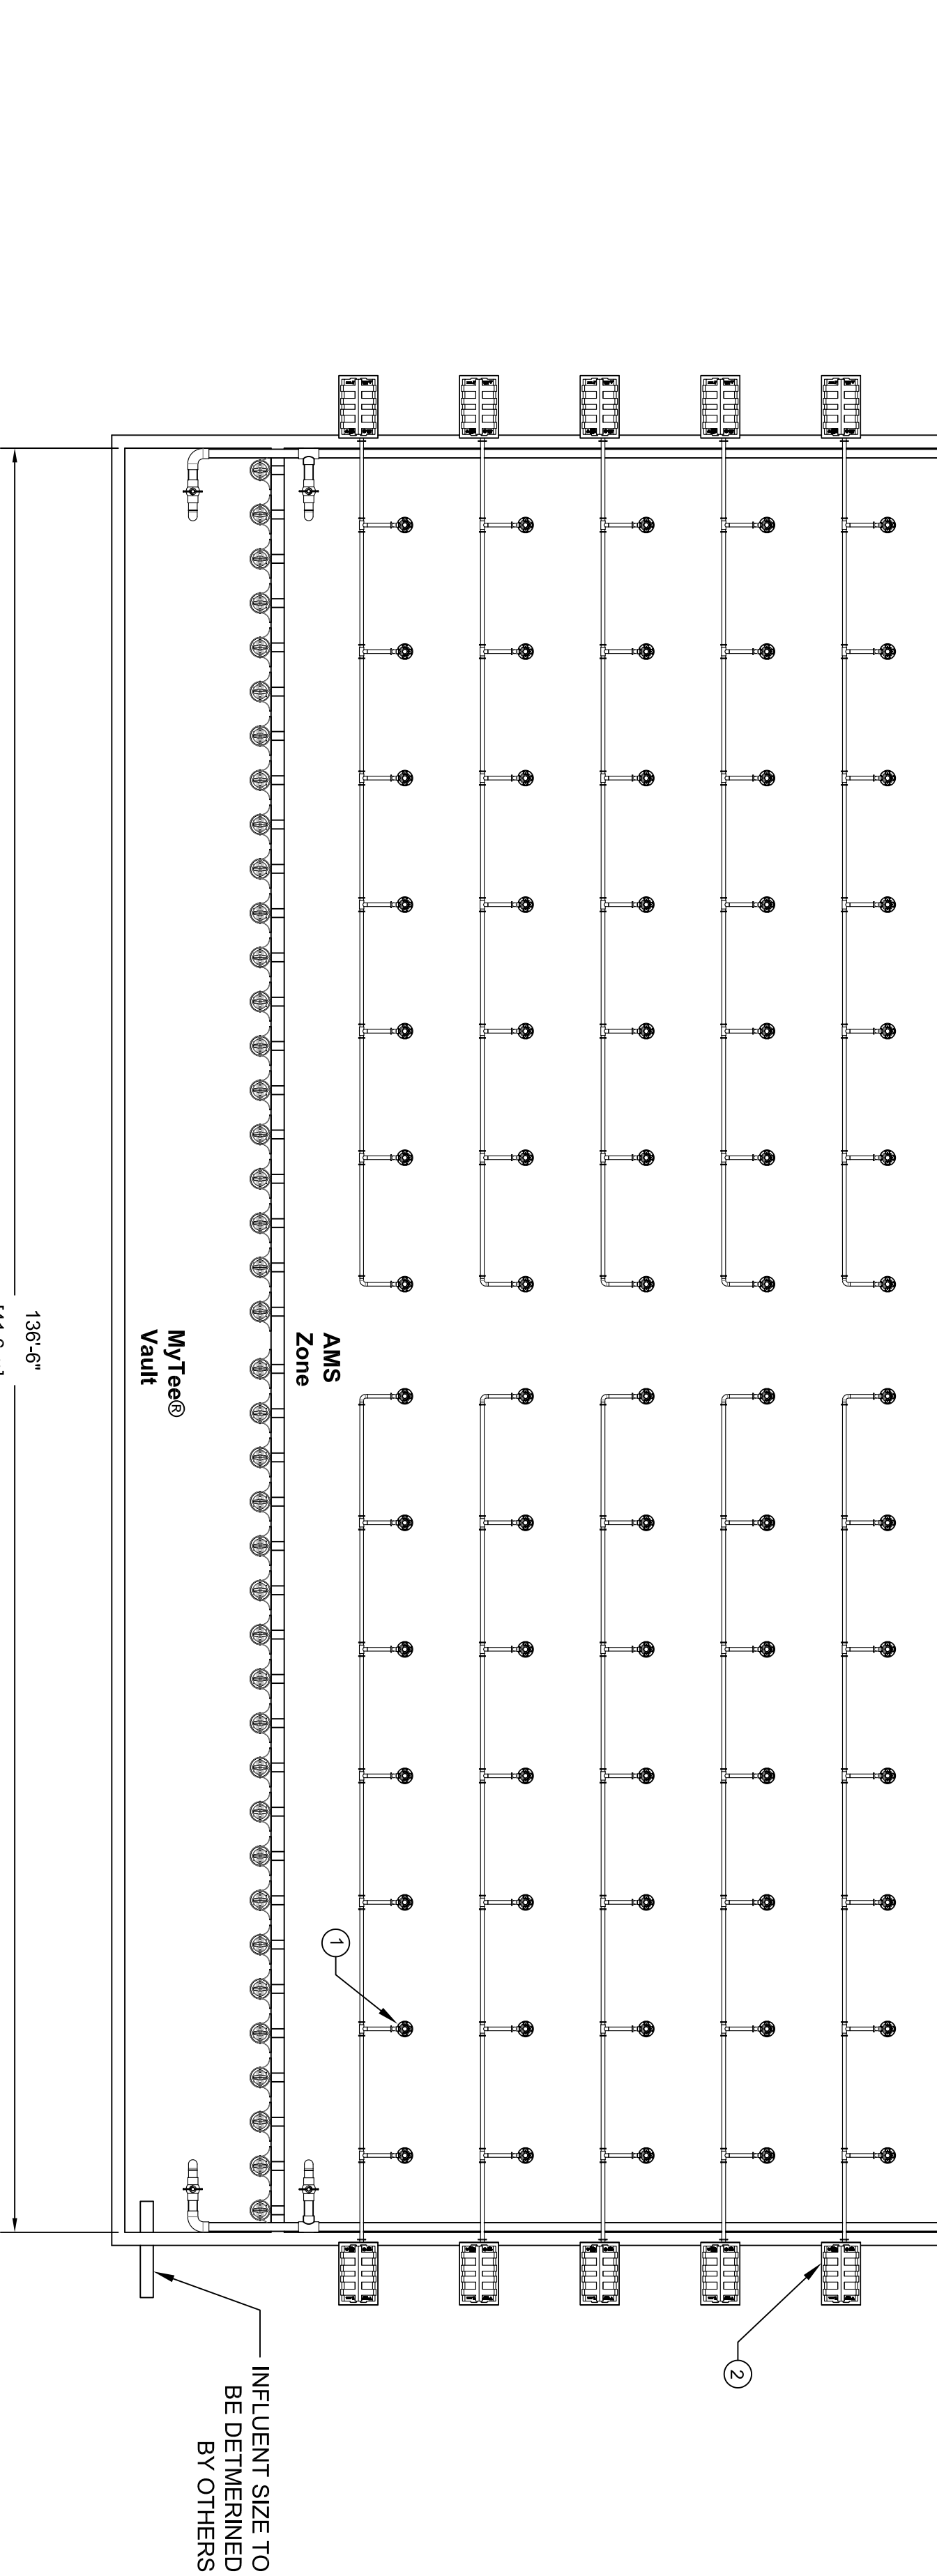 AMS
Zone
MyTee®
Vault
136'-6"
1
2
INFLUENT SIZE TO
BE DETMERINED
BY OTHERS